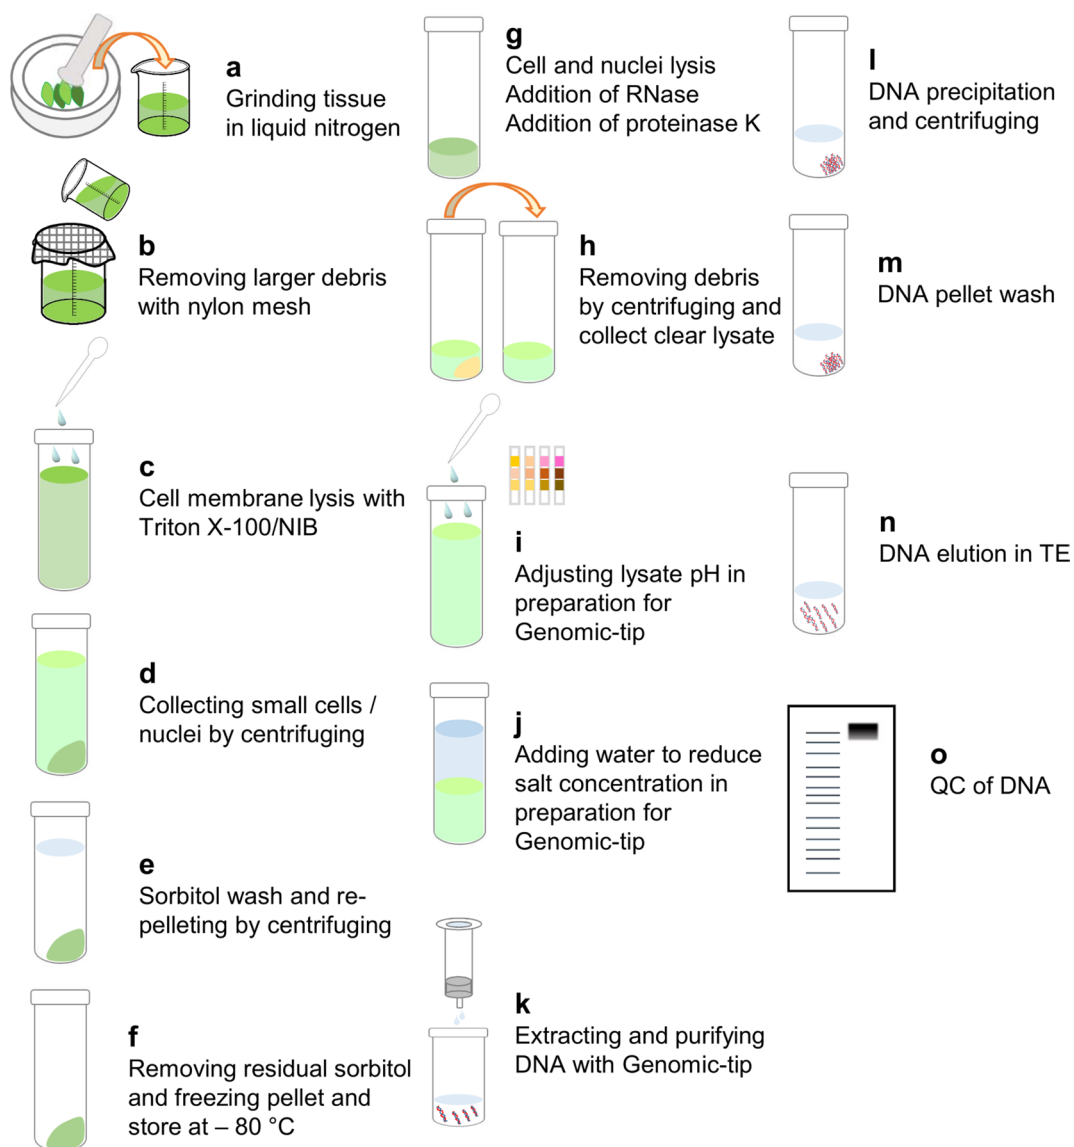 a
Grinding tissue
in liquid nitrogen
b
Removing larger debris
with nylon mesh
c
Cell membrane lysis with
Triton X-100/NIB
d
Collecting small cells /
nuclei by centrifuging
e
Sorbitol wash and re-
pelleting by centrifuging
f
Removing residual sorbitol
and freezing pellet and
store at – 80 °C
g
Cell and nuclei lysis
Addition of RNase
Addition of proteinase K
h
Removing debris
by centrifuging and
collect clear lysate
i
Adjusting lysate pH in
preparation for
Genomic-tip
j
Adding water to reduce
salt concentration in
preparation for
Genomic-tip
k
Extracting and purifying
DNA with Genomic-tip
l
DNA precipitation
and centrifuging
m
DNA pellet wash
n
DNA elution in TE
o
QC of DNA